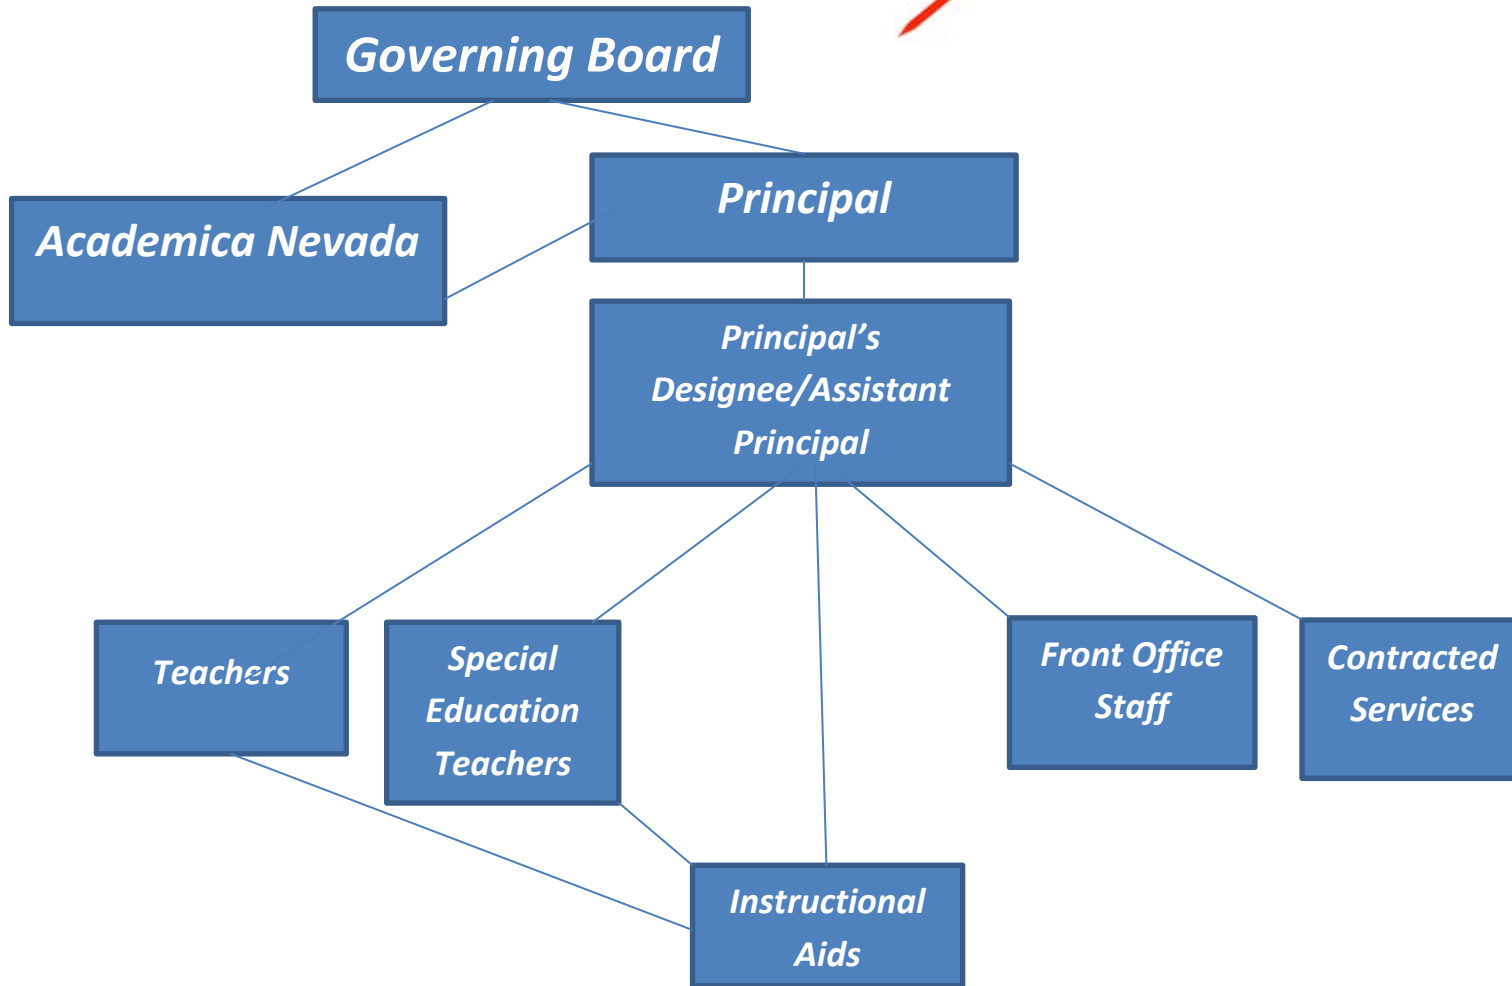 Governing Board
Principal
Academica Nevada
Principal’s
Designee/Assistant
Principal
Teachers
Special
Education
Teachers
Front Office
Staff
Contracted
Services
Instructional
Aids